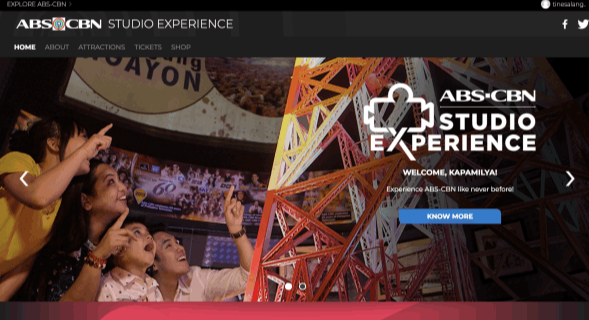 EXPLORE ABS-CBN
tinesalang..
ABS CBN STUDIO EXPERIENCE
HOME ABOUT ATTRACTIONS TICKETS SHOP
NGAYON
60
ABS-CBN
STUDIO
EXPERIENCE
WELCOME, KAPAMILYA!
Experience ABS-CBN like never before!
KNOW MORE